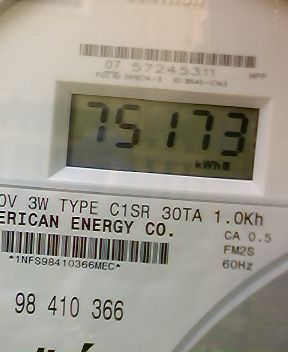 07 57245311
HPP
75173
kWh
0V 3W TYPE C1SR 30TA 1.0Kh
ERICAN ENERGY CO.
CA 0.5
FM2S
*1NFS98410366MEC*
60Hz
98 410 366